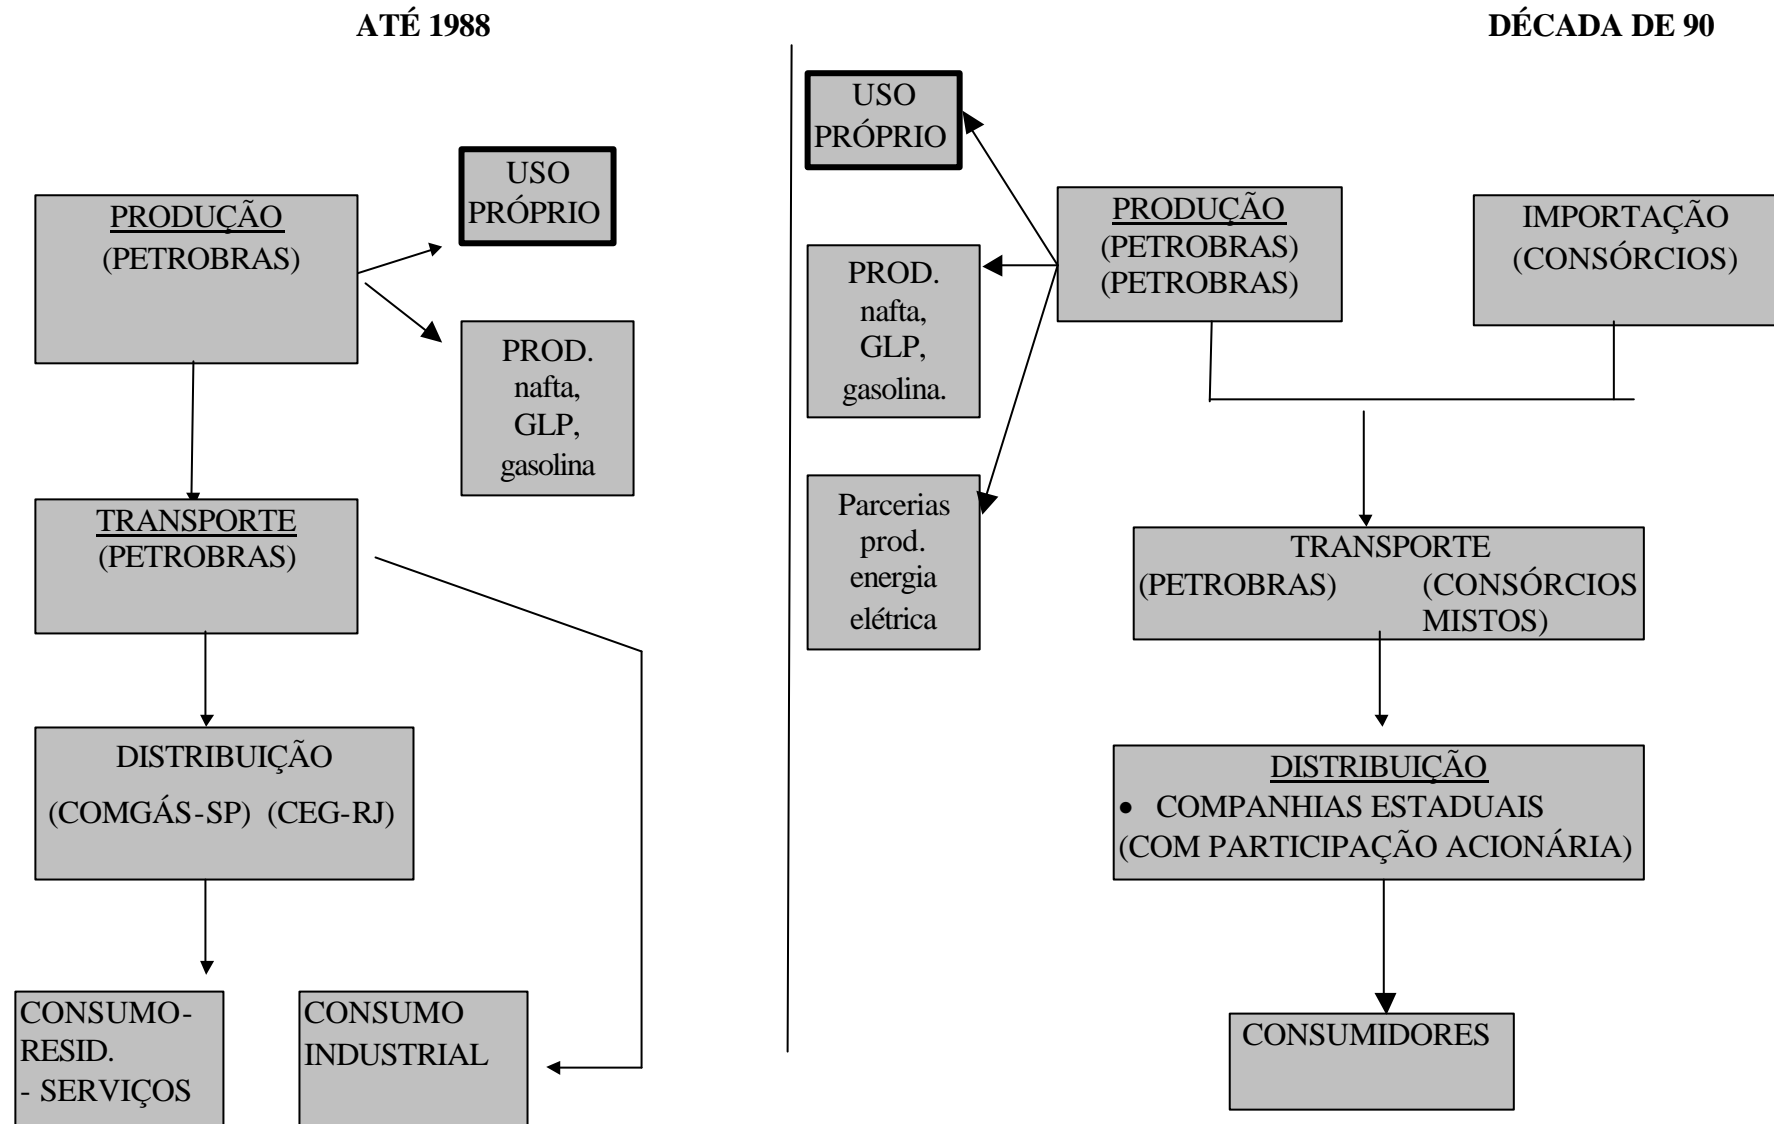 ATÉ 1988
USO
PRÓPRIO
PRODUÇÃO
(PETROBRAS)
PROD.
nafta,
GLP,
gasolina
TRANSPORTE
(PETROBRAS)
DISTRIBUIÇÃO
(COMGÁS-SP) (CEG-RJ)
CONSUMO-
RESID.
- SERVIÇOS
CONSUMO
INDUSTRIAL
DÉCADA DE 90
USO
PRÓPRIO
PRODUÇÃO
(PETROBRAS)
(PETROBRAS)
IMPORTAÇÃO
(CONSÓRCIOS)
PROD.
nafta,
GLP,
gasolina.
Parcerias
prod.
energia
elétrica
TRANSPORTE
(PETROBRAS) (CONSÓRCIOS
MISTOS)
DISTRIBUIÇÃO
• COMPANHIAS ESTADUAIS
(COM PARTICIPAÇÃO ACIONÁRIA)
CONSUMIDORES